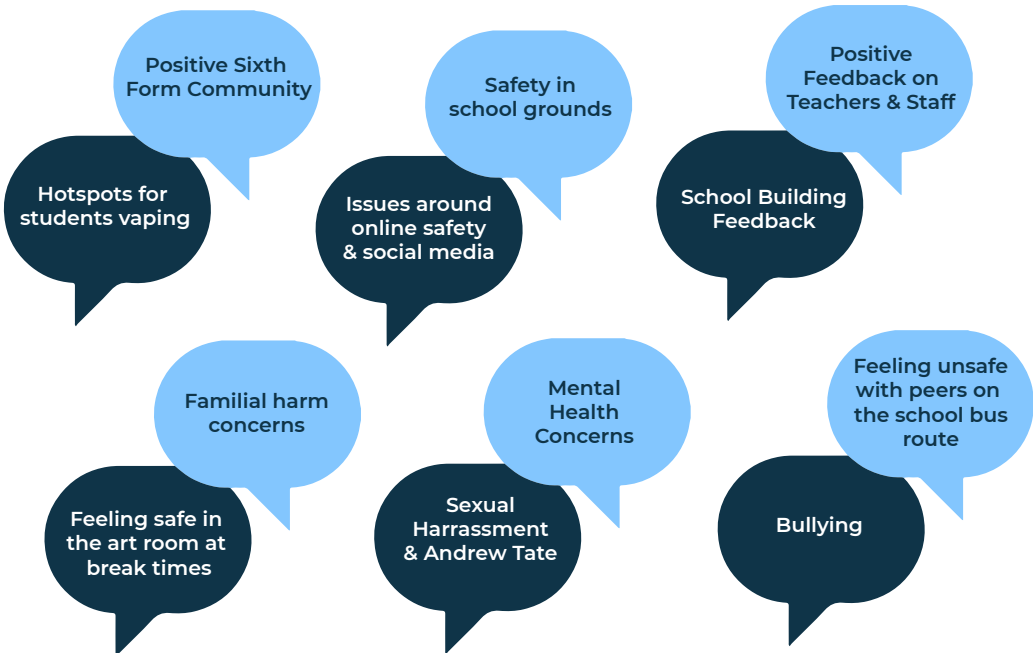 Positive Sixth
Form Community
Hotspots for
students vaping
Safety in
school grounds
Issues around
online safety
& social media
Positive
Feedback on
Teachers & Staff
School Building
Feedback
Familial harm
concerns
Feeling safe in
the art room at
break times
Mental
Health
Concerns
Sexual
Harrassment
& Andrew Tate
Feeling unsafe
with peers on
the school bus
route
Bullying